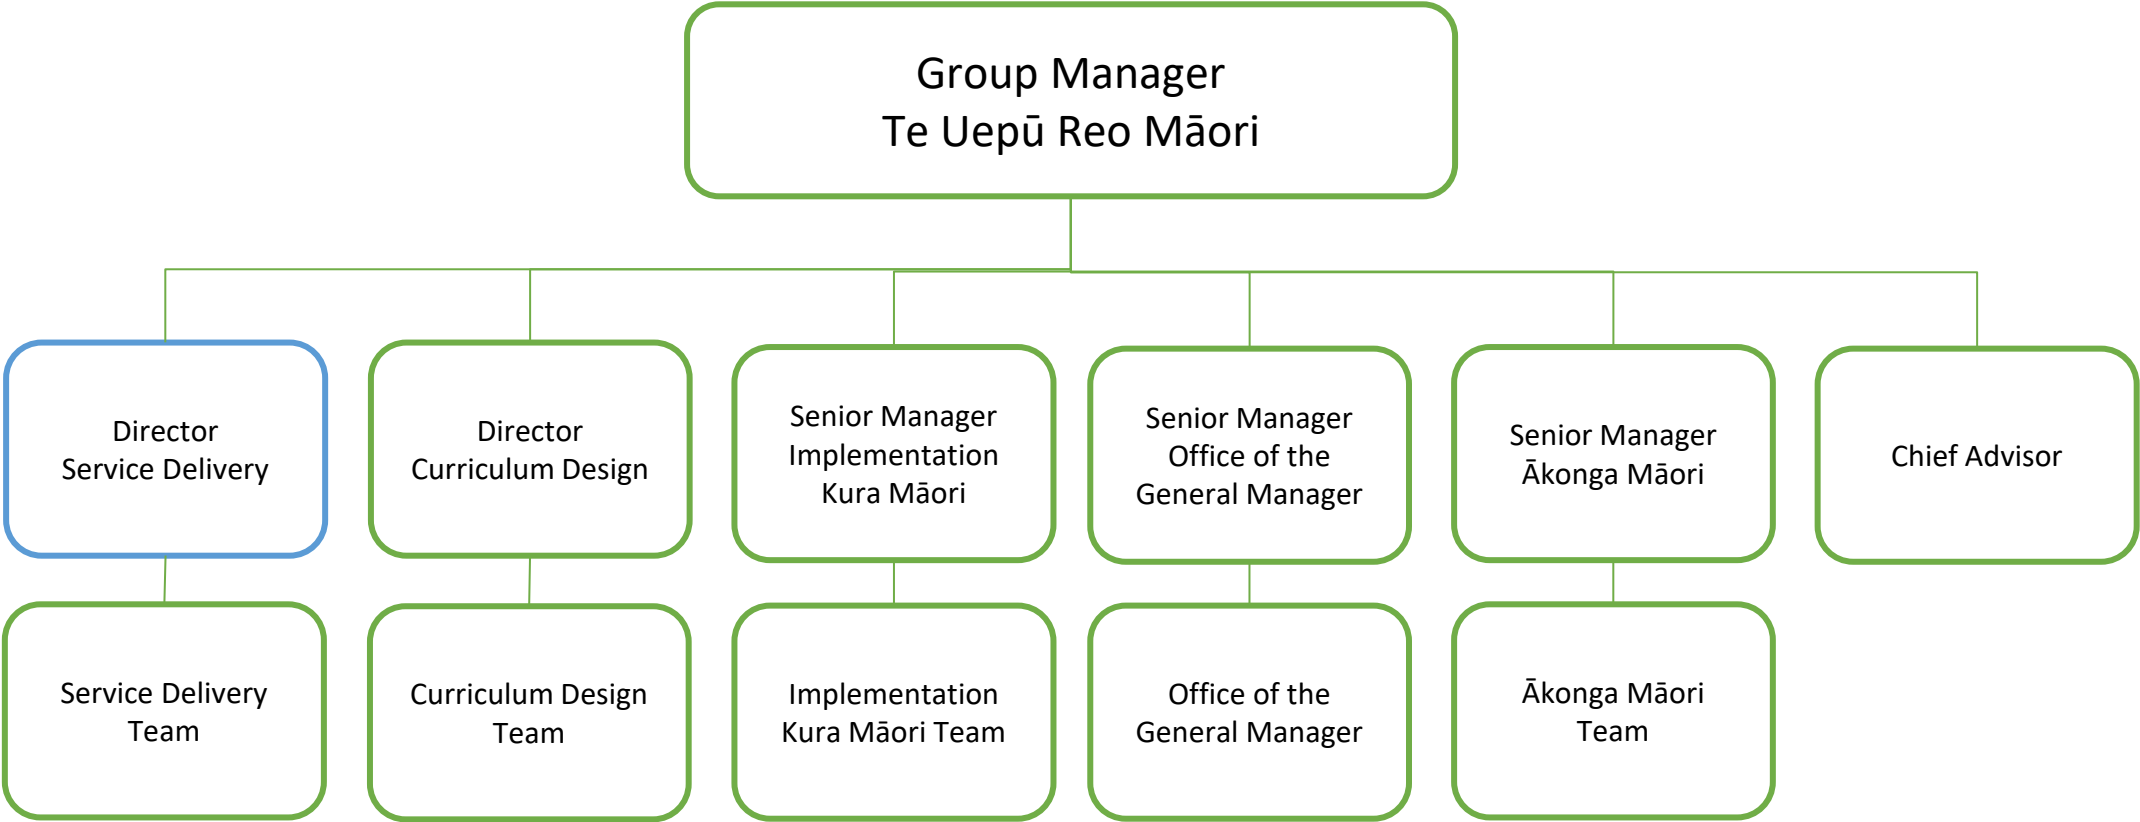 Group Manager
Te Uepū Reo Māori
Director
Service Delivery
Director
Curriculum Design
Senior Manager
Implementation
Kura Māori
Senior Manager
Office of the
General Manager
Senior Manager
Ākonga Māori
Chief Advisor
Service Delivery
Team
Curriculum Design
Team
Implementation
Kura Māori Team
Office of the
General Manager
Ākonga Māori
Team